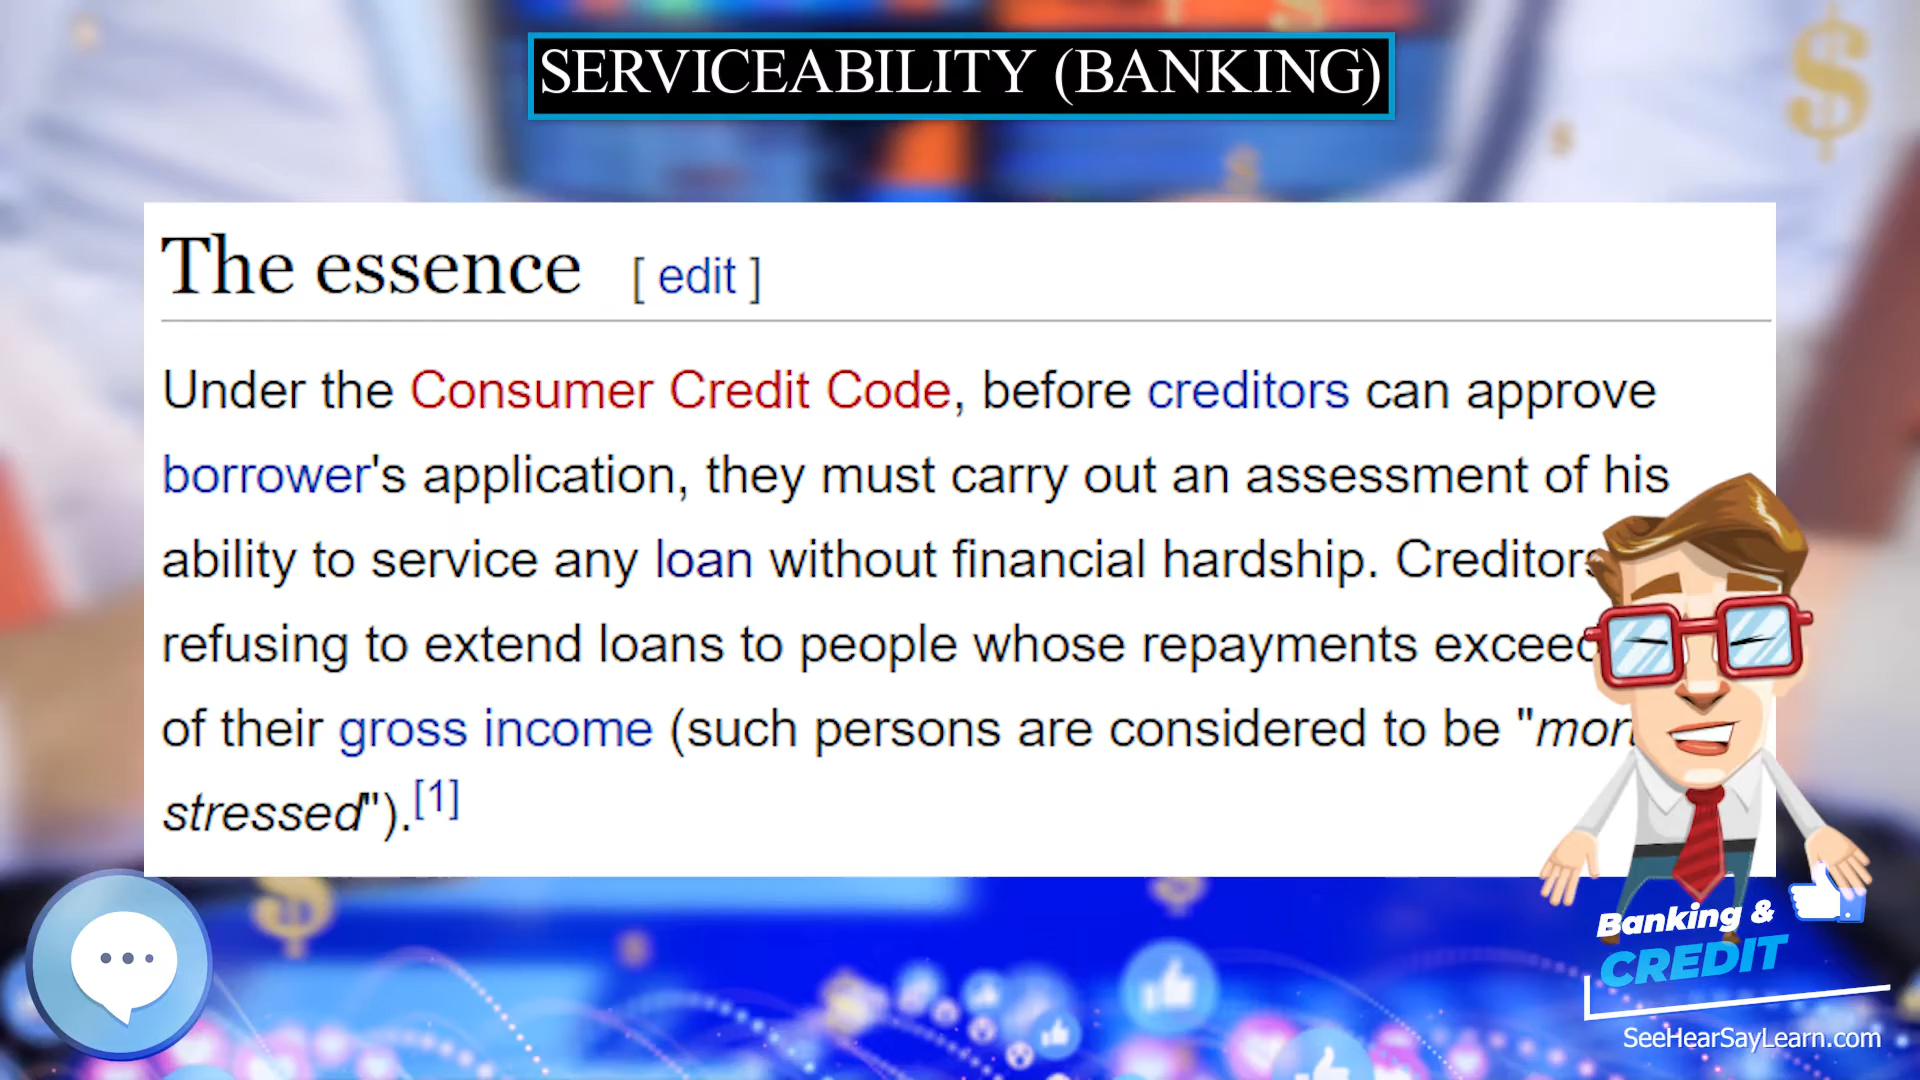 SERVICEABILITY (BANKING)
The essence [ edit ]
Under the Consumer Credit Code, before creditors can approve
borrower's application, they must carry out an assessment of his
ability to service any loan without financial hardship. Creditors
refusing to extend loans to people whose repayments exceed
of their gross income (such persons are considered to be "
stressed").[1]
Banking &
CREDIT
SeeHearSayLearn.com